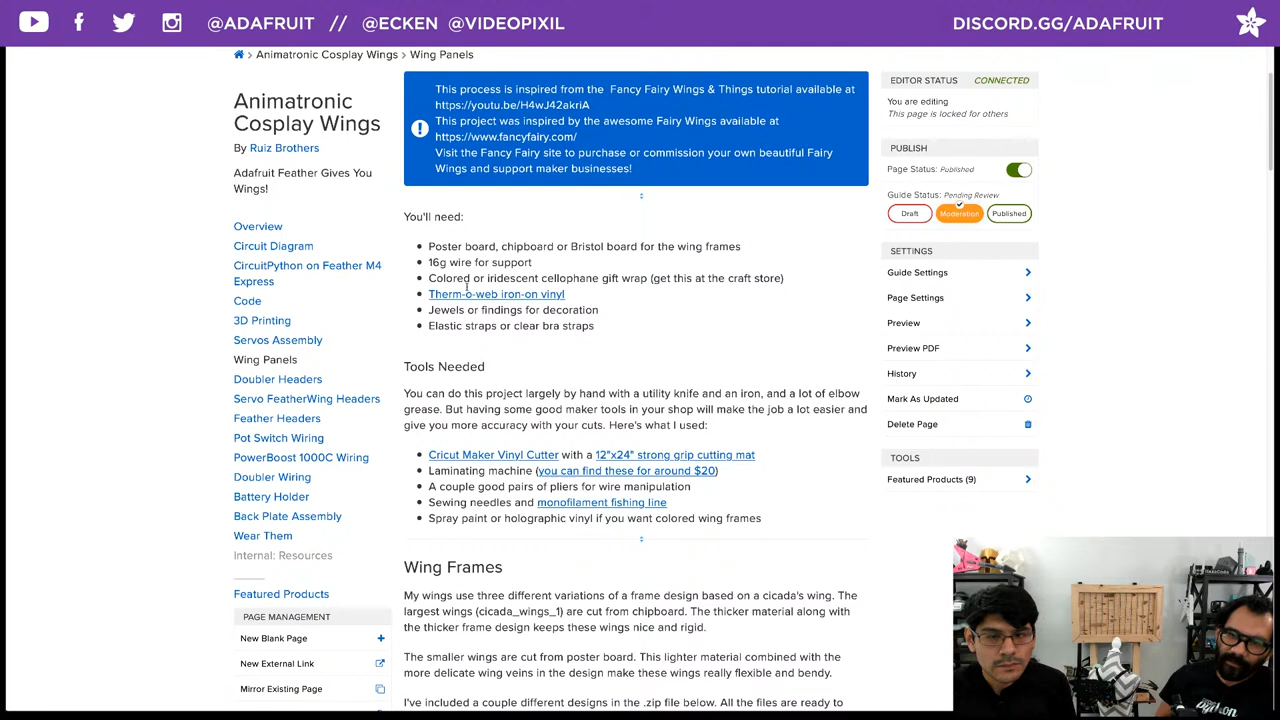 @ADAFRUIT // @ECKEN @VIDEOPIXIL
DISCORD.GG/ADAFRUIT
Animatronic Cosplay Wings > Wing Panels
Animatronic
Cosplay Wings
By Ruiz Brothers
Adafruit Feather Gives You
Wings!
Overview
Circuit Diagram
CircuitPython on Feather M4
Express
Code
3D Printing
Servos Assembly
Wing Panels
Doubler Headers
Servo FeatherWing Headers
Feather Headers
Pot Switch Wiring
PowerBoost 1000C Wiring
Doubler Wiring
Battery Holder
Back Plate Assembly
Wear Them
Internal: Resources
Featured Products
PAGE MANAGEMENT
New Blank Page
New External Link
Mirror Existing Page
This process is inspired from the Fancy Fairy Wings & Things tutorial available at
https://youtu.be/H4wJ42akriA
This project was inspired by the awesome Fairy Wings available at
https://www.fancyfairy.com/
Visit the Fancy Fairy site to purchase or commission your own beautiful Fairy
Wings and support maker businesses!
You'll need:
Poster board, chipboard or Bristol board for the wing frames
16g wire for support
Colored or iridescent cellophane gift wrap (get this at the craft store)
Therm-o-web iron-on vinyl
Jewels or findings for decoration
Elastic straps or clear bra straps
Tools Needed
You can do this project largely by hand with a utility knife and an iron, and a lot of elbow
grease. But having some good maker tools in your shop will make the job a lot easier and
give you more accuracy with your cuts. Here's what I used:
Cricut Maker Vinyl Cutter with a 12"x24" strong grip cutting mat
Laminating machine (you can find these for around $20)
A couple good pairs of pliers for wire manipulation
Sewing needles and monofilament fishing line
Spray paint or holographic vinyl if you want colored wing frames
Wing Frames
My wings use three different variations of a frame design based on a cicada's wing. The
largest wings (cicada_wings_1) are cut from chipboard. The thicker material along with
the thicker frame design keeps these wings nice and rigid.
The smaller wings are cut from poster board. This lighter material combined with the
more delicate wing veins in the design make these wings really flexible and bendy.
I've included a couple different designs in the .zip file below. All the files are ready to
EDITOR STATUS CONNECTED
You are editing
This page is locked for others
PUBLISH
Page Status: Published
Guide Status: Pending Review
Draft
Moderation
Published
SETTINGS
Guide Settings
Page Settings
Preview
Preview PDF
History
Mark As Updated
Delete Page
TOOLS
Featured Products (9)